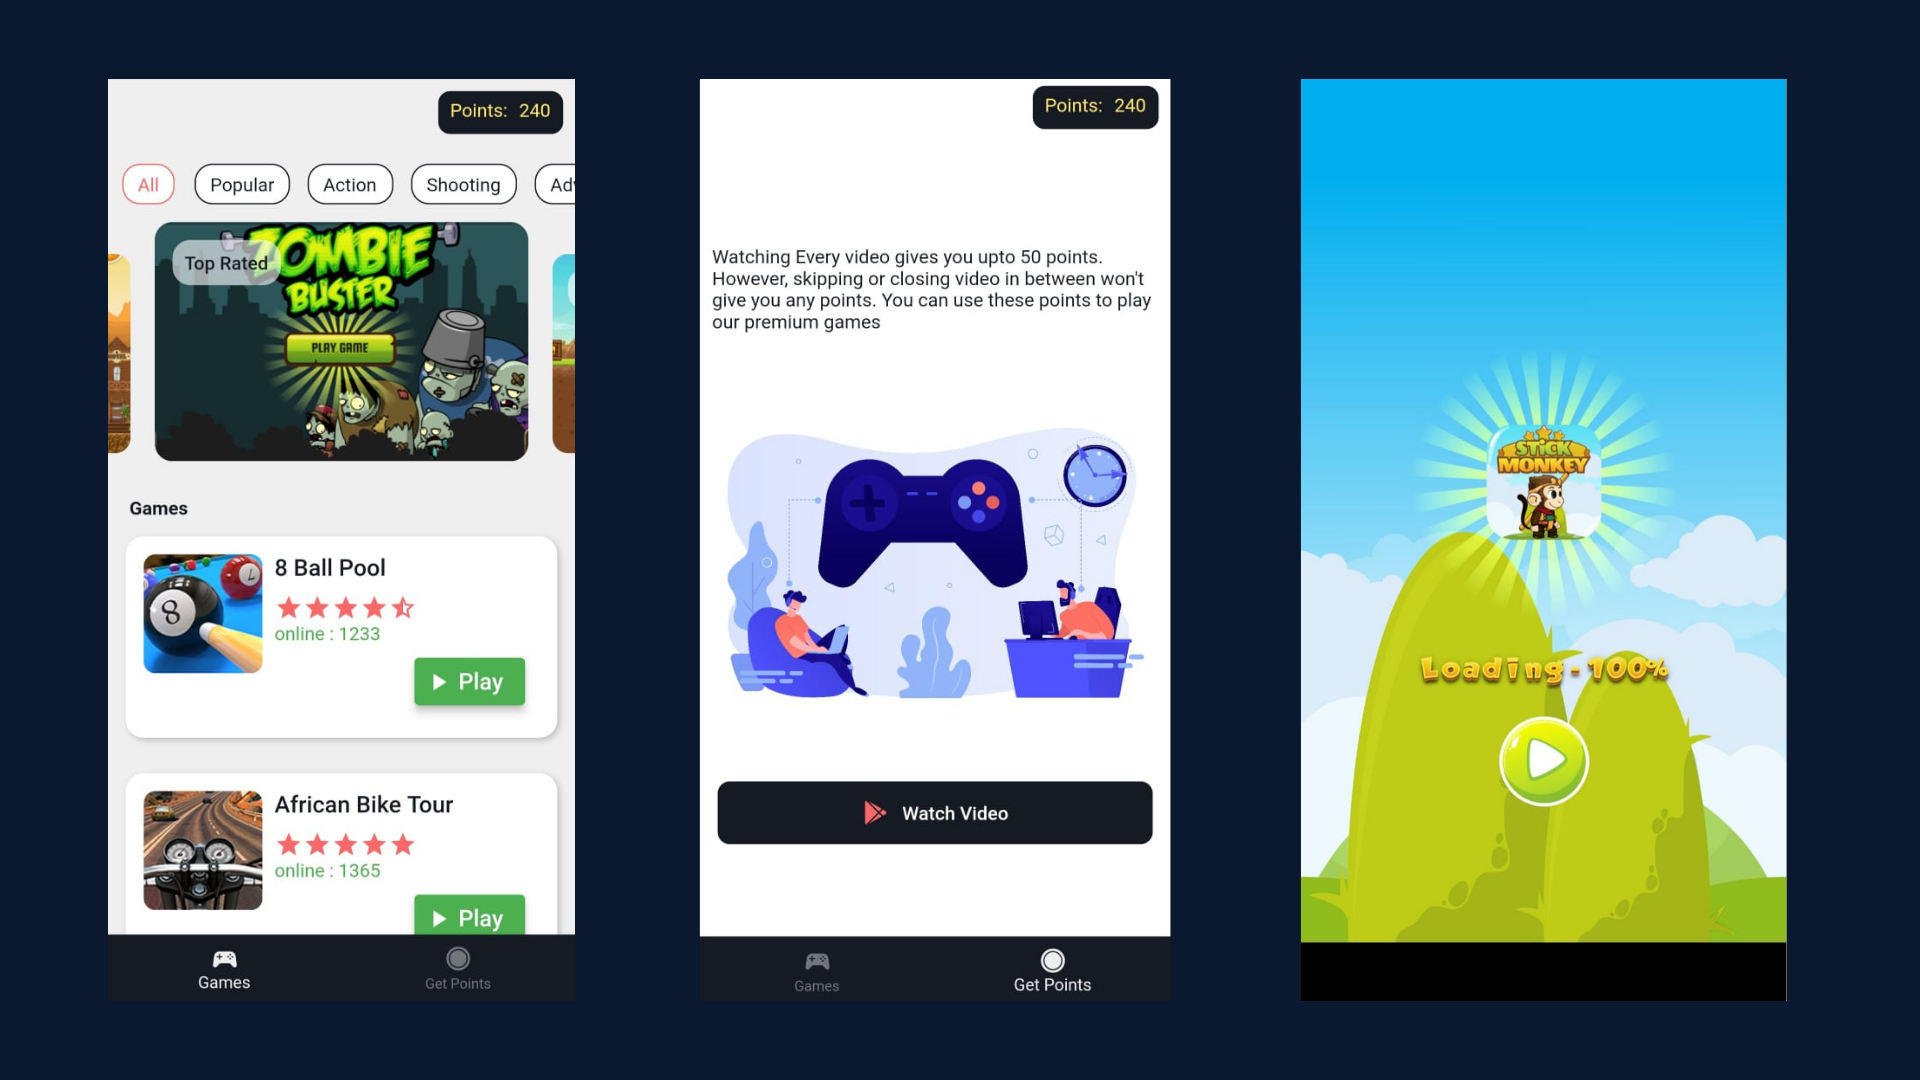 Points: 240
All
Popular
Action
Shooting
Adv
Top Rated
ZOMBIE
BUSTER
PLAY GAME
Games
8
7
8 Ball Pool
online : 1233
Play
African Bike Tour
online : 1365
Play
Games
Get Points
Points: 240
Watching Every video gives you upto 50 points.
However, skipping or closing video in between won't
give you any points. You can use these points to play
our premium games
Watch Video
Games
Get Points
STICK
MONKEY
Loading-100%